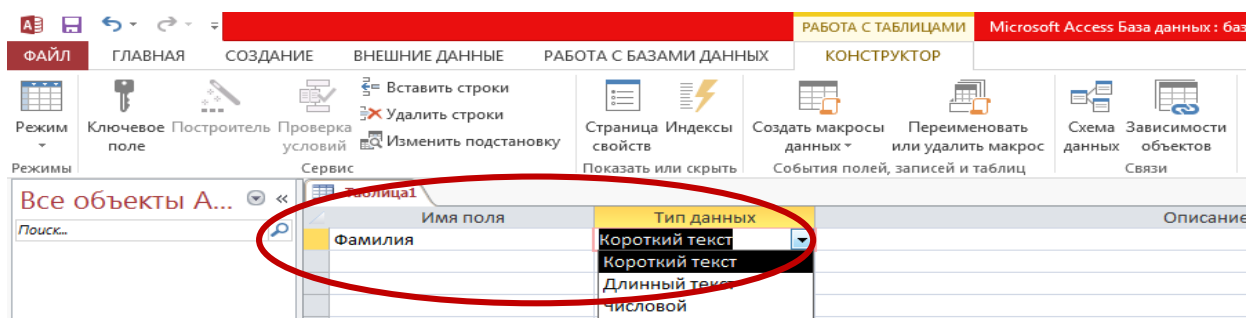 РАБОТА С ТАБЛИЦАМИ Microsoft Access База данных : баз
ФАЙЛ ГЛАВНАЯ СОЗДАНИЕ ВНЕШНИЕ ДАННЫЕ РАБОТА С БАЗАМИ ДАННЫХ КОНСТРУКТОР
Режим
Ключевое поле
Построитель
Проверка условий
Вставить строки
Удалить строки
Изменить подстановку
Страница свойств
Индексы
Создать макросы данных
Переименовать или удалить макрос
Схема данных
Зависимости объектов
Режимы Сервис Показать или скрыть События полей, записей и таблиц Связи
Все объекты A...
Поиск...
Таблица1
Имя поля Тип данных Описание
Фамилия Короткий текст
Короткий текст
Длинный текст
Числовой